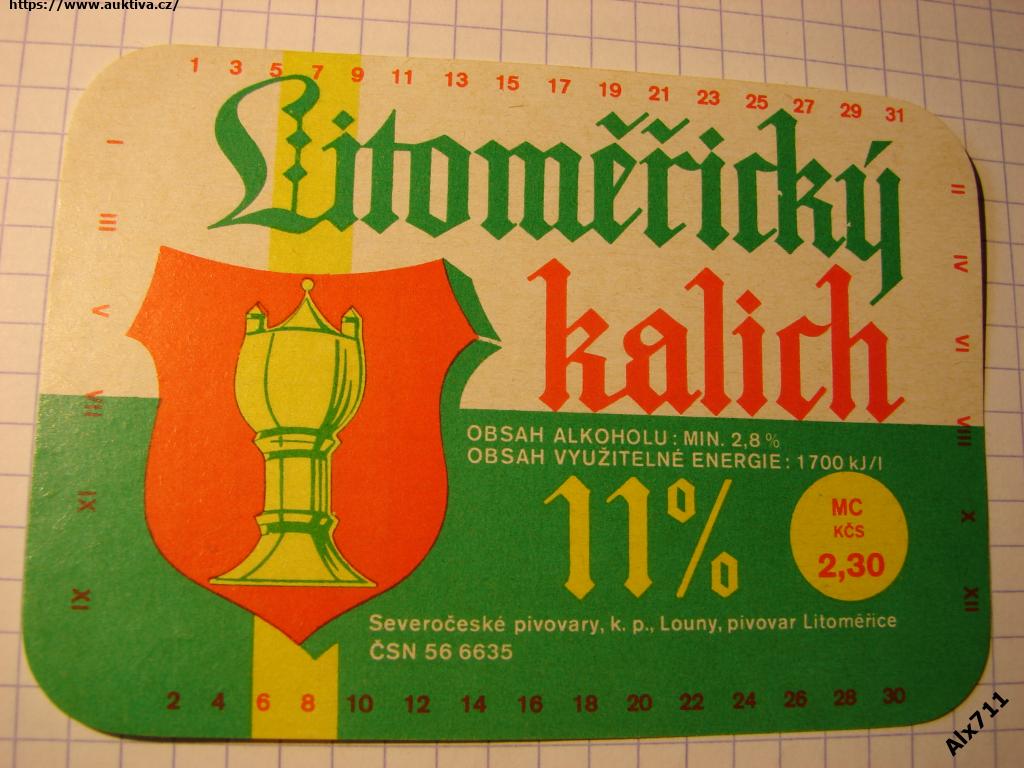 https://www.auktiva.cz/
1 3 5 7 9 11 13 15 17 19 21 23 25 27 29 31
Litoměřický
kalich
I
III
V
VII
IX
XI
II
IV
VI
VIII
X
XII
OBSAH ALKOHOLU: MIN. 2,8%
OBSAH VYUŽITELNÉ ENERGIE: 1700 kJ/l
11%
MC
KČS
2,30
Severočeské pivovary, k. p., Louny, pivovar Litoměřice
ČSN 56 6635
2 4 6 8 10 12 14 16 18 20 22 24 26 28 30
Alx711